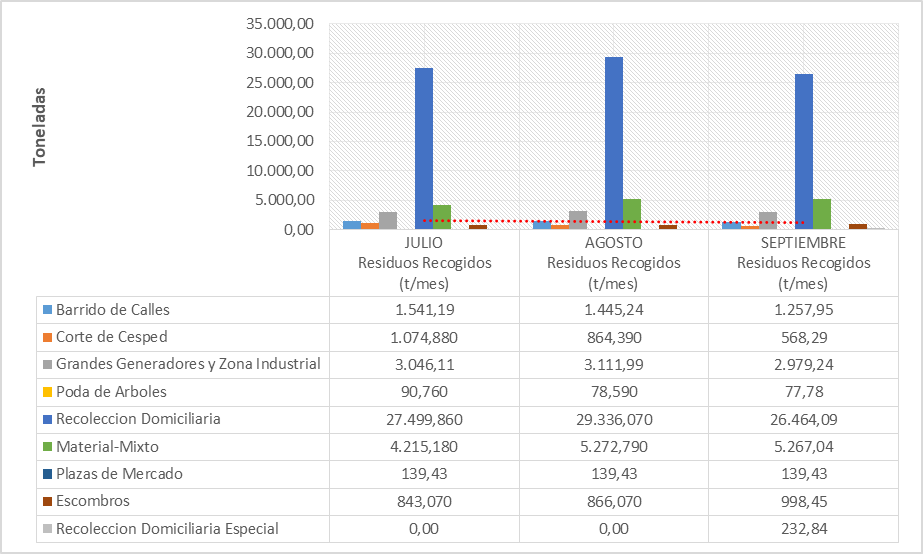 35.000,00
30.000,00
25.000,00
20.000,00
15.000,00
10.000,00
5.000,00
0,00
Toneladas
JULIO AGOSTO SEPTIEMBRE
Residuos Recogidos Residuos Recogidos Residuos Recogidos
(t/mes) (t/mes) (t/mes)
Barrido de Calles 1.541,19 1.445,24 1.257,95
Corte de Cesped 1.074,880 864,390 568,29
Grandes Generadores y Zona Industrial 3.046,11 3.111,99 2.979,24
Poda de Arboles 90,760 78,590 77,78
Recoleccion Domiciliaria 27.499,860 29.336,070 26.464,09
Material-Mixto 4.215,180 5.272,790 5.267,04
Plazas de Mercado 139,43 139,43 139,43
Escombros 843,070 866,070 998,45
Recoleccion Domiciliaria Especial 0,00 0,00 232,84